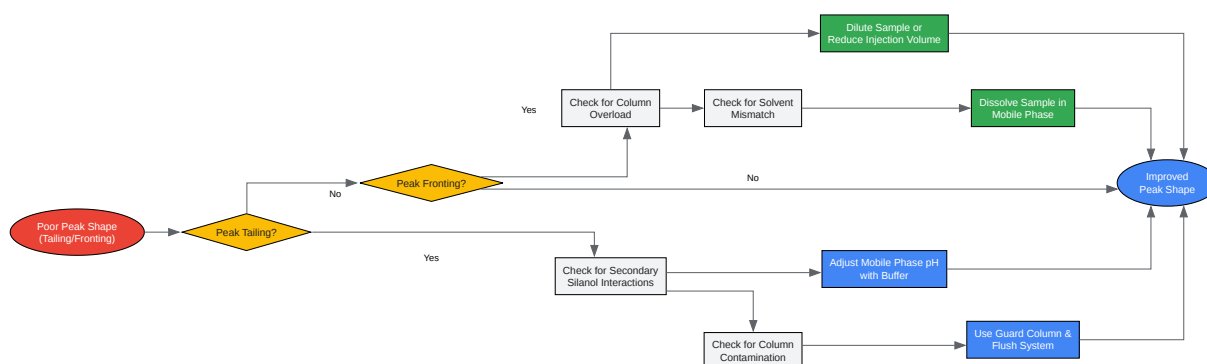 Dilute Sample or
Reduce Injection Volume
Yes
Check for Column
Overload
Check for Solvent
Mismatch
Dissolve Sample in
Mobile Phase
Peak Fronting?
No
No
Improved
Peak Shape
Poor Peak Shape
(Tailing/Fronting)
Peak Tailing?
Yes
Check for Secondary
Silanol Interactions
Adjust Mobile Phase pH
with Buffer
Check for Column
Contamination
Use Guard Column &
Flush System